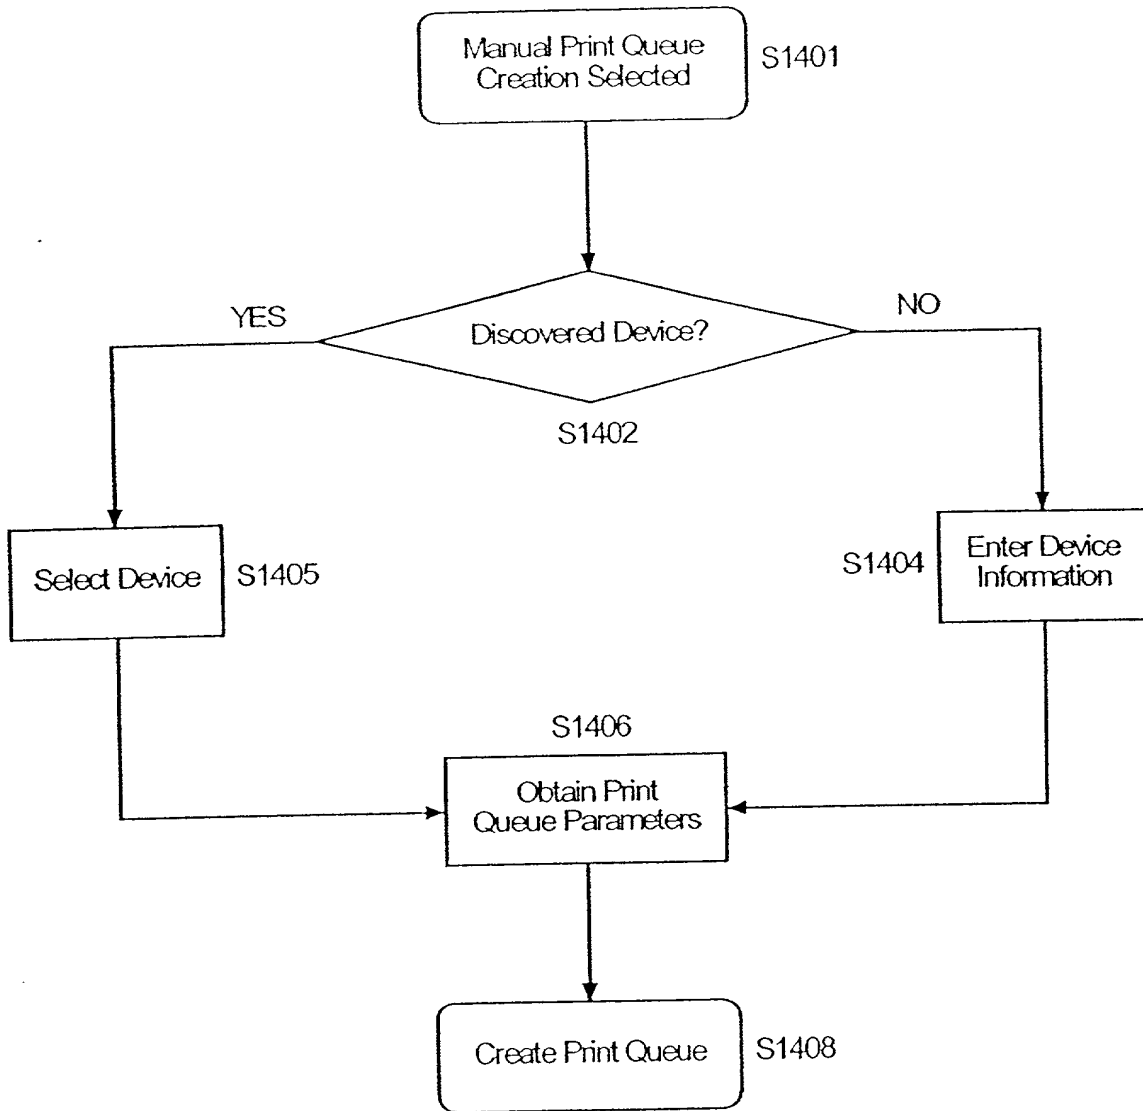 Manual Print Queue
Creation Selected
S1401
YES
NO
Discovered Device?
S1402
Select Device
S1405
S1404
Enter Device
Information
S1406
Obtain Print
Queue Parameters
Create Print Queue
S1408